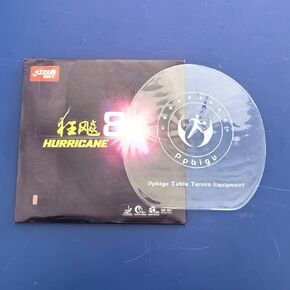 DHS
狂飚8
HURRICANE
Ppbigu
Ppbigu Table Tennis Equipment